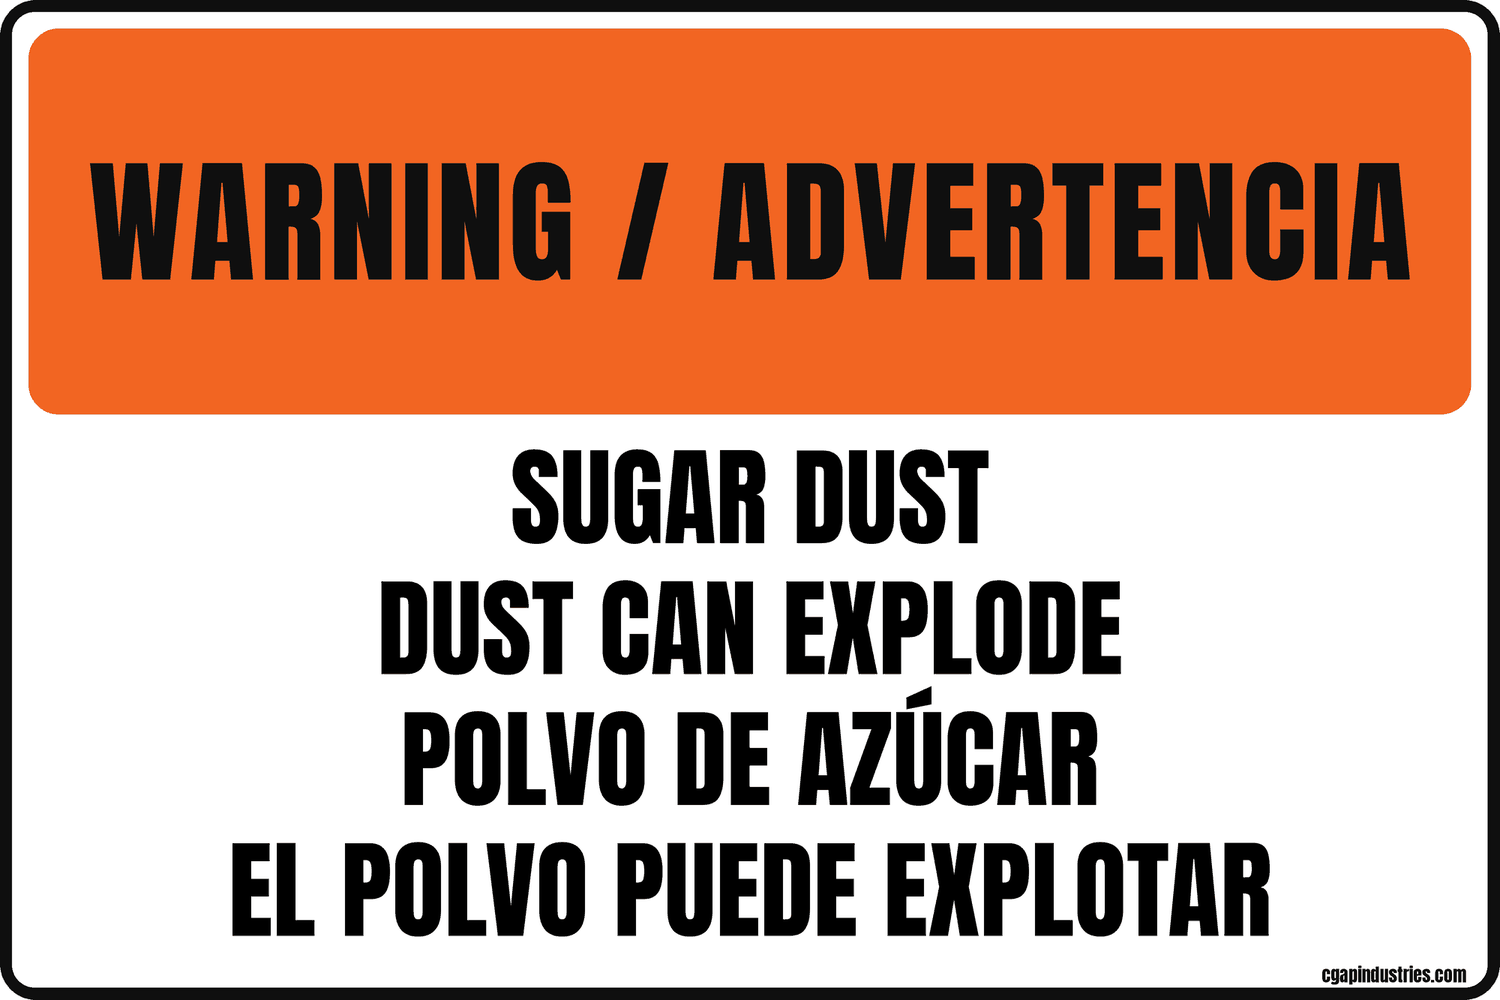 WARNING / ADVERTENCIA
SUGAR DUST
DUST CAN EXPLODE
POLVO DE AZÚCAR
EL POLVO PUEDE EXPLOTAR
cgapindustries.com